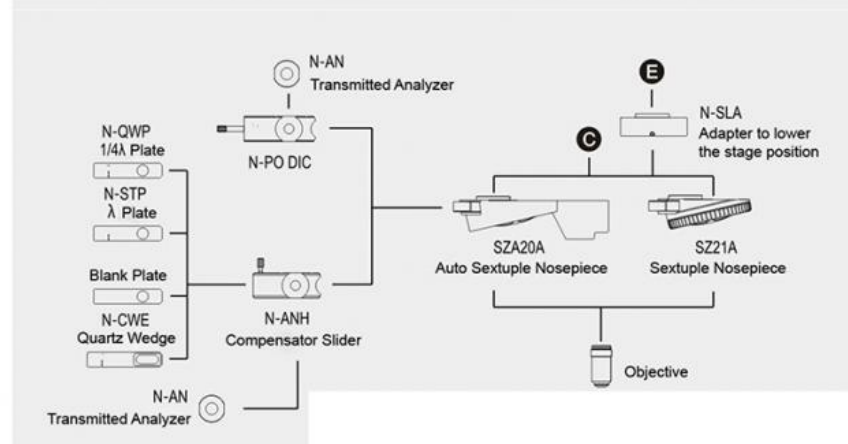 N-AN
Transmitted Analyzer
E
N-SLA
Adapter to lower
the stage position
N-QWP
1/4λ Plate
N-PO DIC
C
N-STP
λ Plate
SZA20A
Auto Sextuple Nosepiece
SZ21A
Sextuple Nosepiece
Blank Plate
N-CWE
Quartz Wedge
N-ANH
Compensator Slider
Objective
N-AN
Transmitted Analyzer